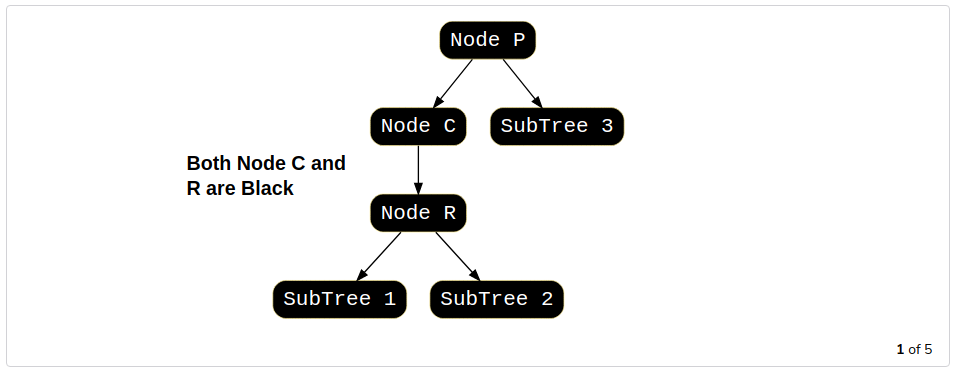 Node P
Node C
SubTree 3
Both Node C and
R are Black
Node R
SubTree 1
SubTree 2
1 of 5